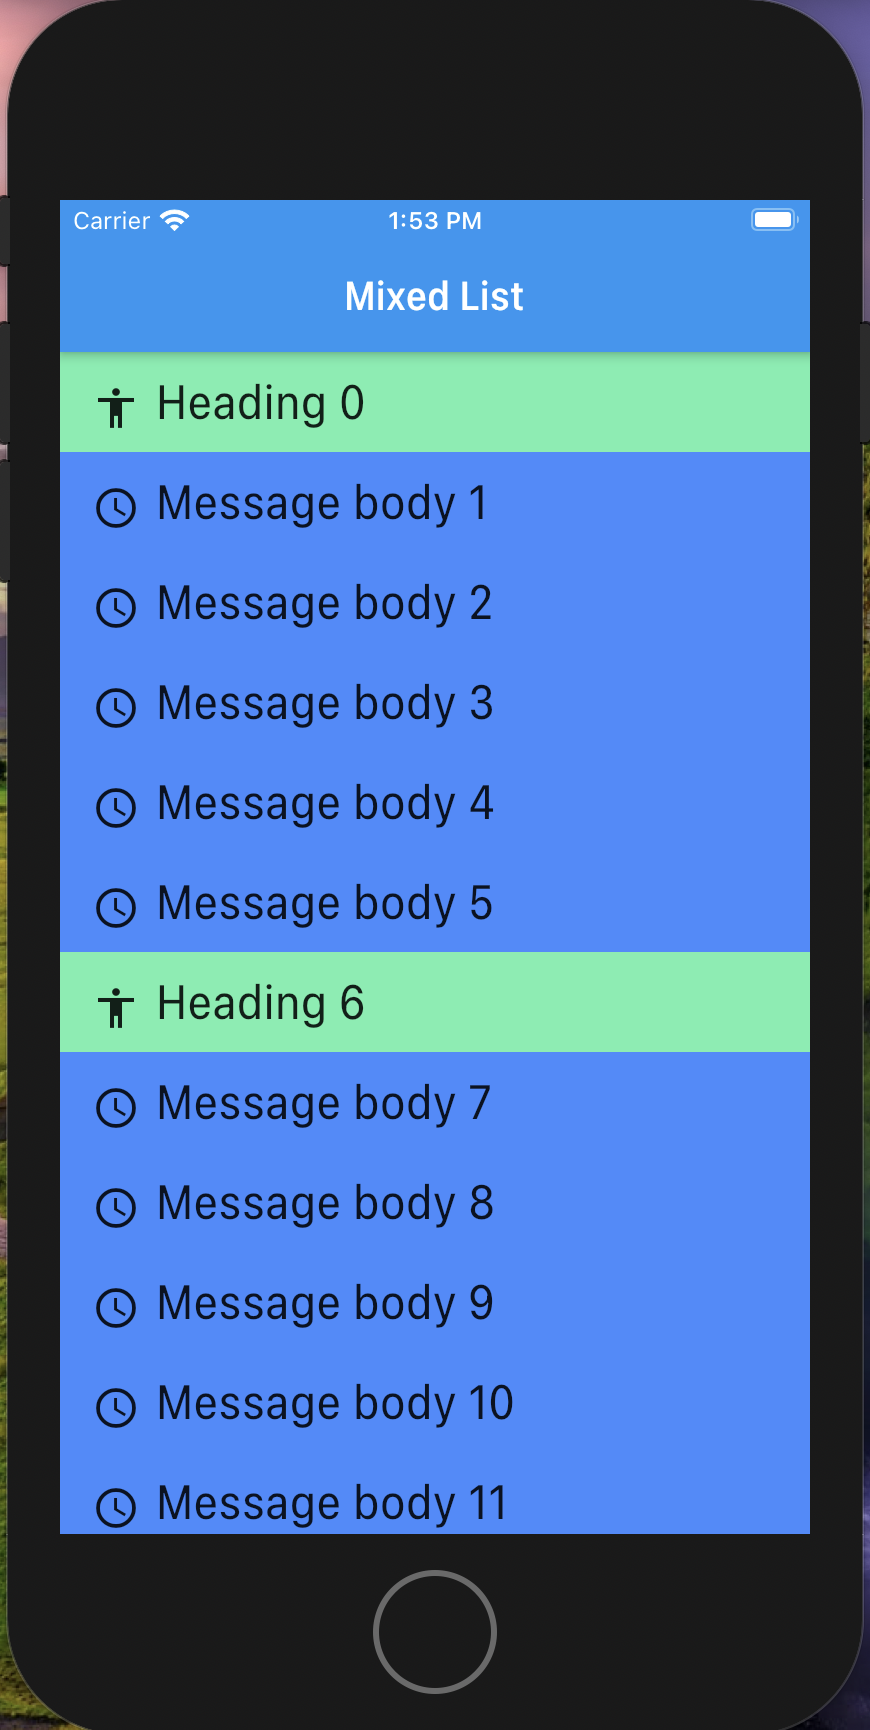 Carrier 1:53 PM
Mixed List
Heading 0
Message body 1
Message body 2
Message body 3
Message body 4
Message body 5
Heading 6
Message body 7
Message body 8
Message body 9
Message body 10
Message body 11